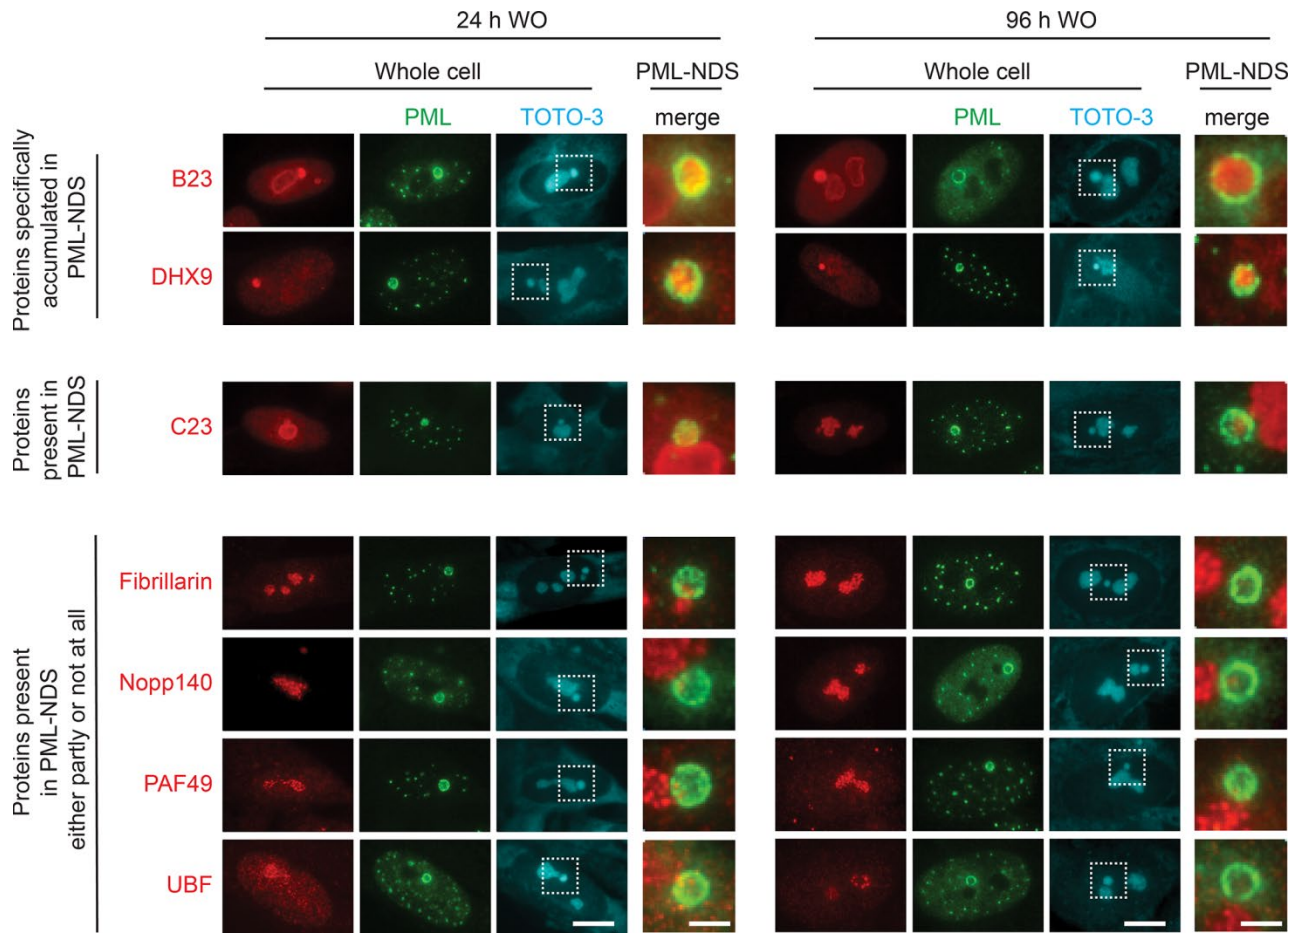 24 h WO
96 h WO
Whole cell
PML-NDS
Whole cell
PML-NDS
PML
TOTO-3
merge
PML
TOTO-3
merge
Proteins specifically
accumulated in
PML-NDS
B23
DHX9
Proteins
present in
PML-NDS
C23
Proteins present
in PML-NDS
either partly or not at all
Fibrillarin
Nopp140
PAF49
UBF